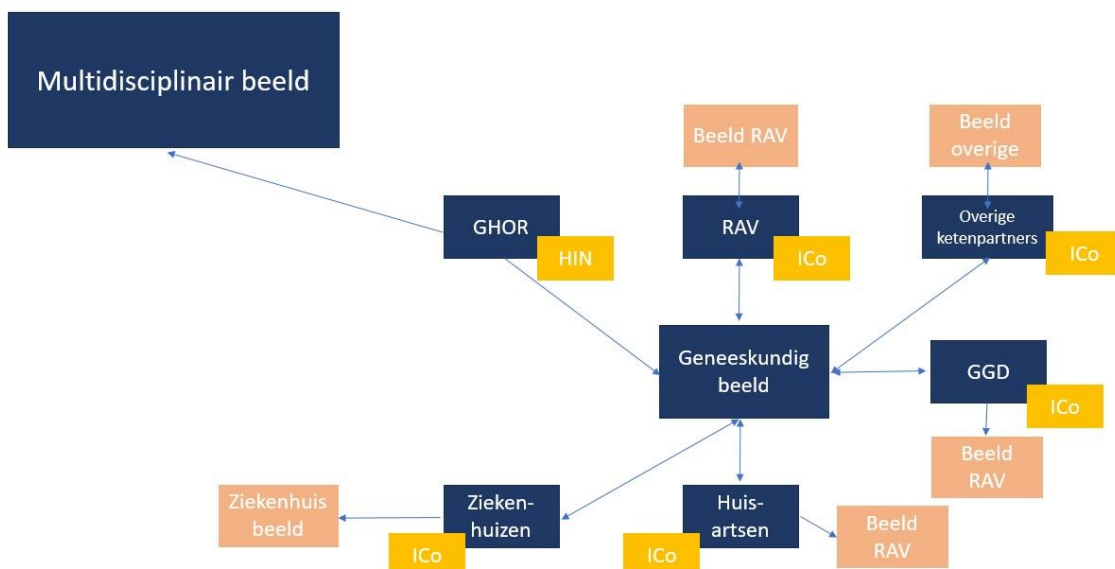 Multidisciplinair beeld
Beeld RAV
Beeld
overige
GHOR
HIN
RAV
ICo
Overige
ketenpartners
ICo
Geneeskundig
beeld
GGD
ICo
Beeld
RAV
Ziekenhuis
beeld
Zieken-
huizen
ICo
Huis-
artsen
ICo
Beeld
RAV